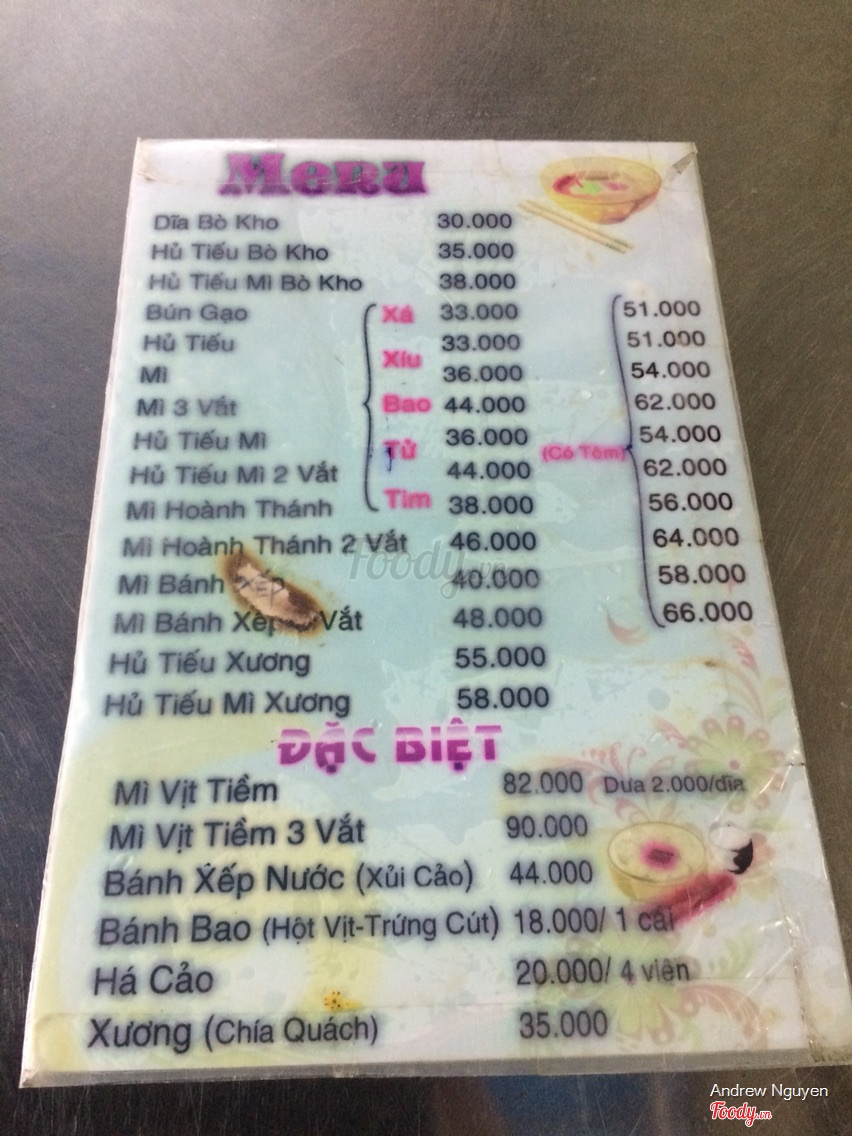 Menu
Dĩa Bò Kho 30.000
Hủ Tiếu Bò Kho 35.000
Hủ Tiếu Mì Bò Kho 38.000
Bún Gạo Xá 33.000 51.000
Hủ Tiếu 33.000 51.000
Mì Xíu 36.000 54.000
Mì 3 Vắt Bao 44.000 62.000
Hủ Tiếu Mì Tử 36.000 (Có Tôm) 54.000
Hủ Tiếu Mì 2 Vắt 44.000 62.000
Mì Hoành Thánh Tim 38.000 56.000
Mì Hoành Thánh 2 Vắt 46.000 64.000
Mì Bánh Xếp 40.000 58.000
Mì Bánh Xếp Vắt 48.000 66.000
Hủ Tiếu Xương 55.000
Hủ Tiếu Mì Xương 58.000
ĐẶC BIỆT
Mì Vịt Tiềm 82.000 Dưa 2.000/dĩa
Mì Vịt Tiềm 3 Vắt 90.000
Bánh Xếp Nước (Xủi Cảo) 44.000
Bánh Bao (Hột Vịt-Trứng Cút) 18.000/ 1 cái
Há Cảo 20.000/ 4 viên
Xương (Chía Quách) 35.000
Foody.vn
Andrew Nguyen
Foody.vn